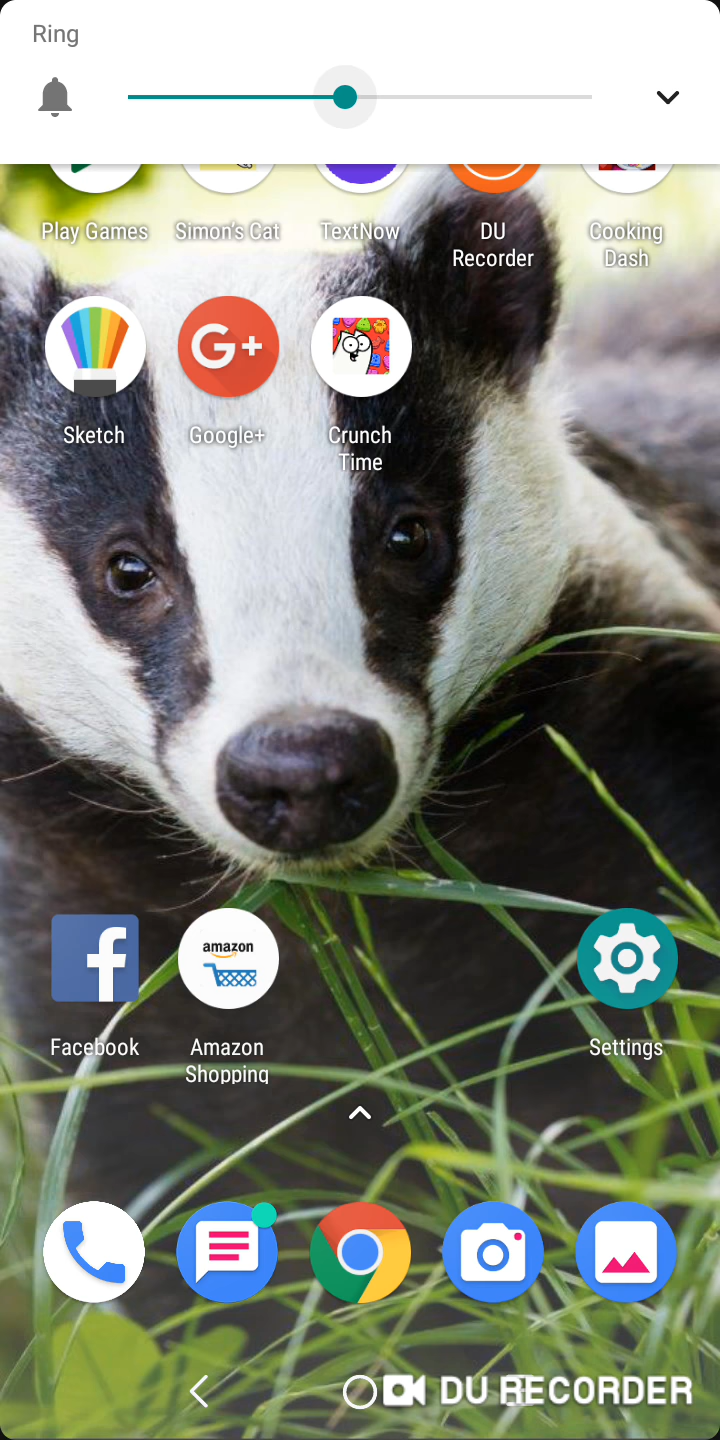 Ring
Play Games
Simon's Cat
TextNow
DU
Recorder
Cooking
Dash
G+
Sketch
Google+
Crunch
Time
f
amazon
Facebook
Amazon
Shopping
Settings
DU RECORDER